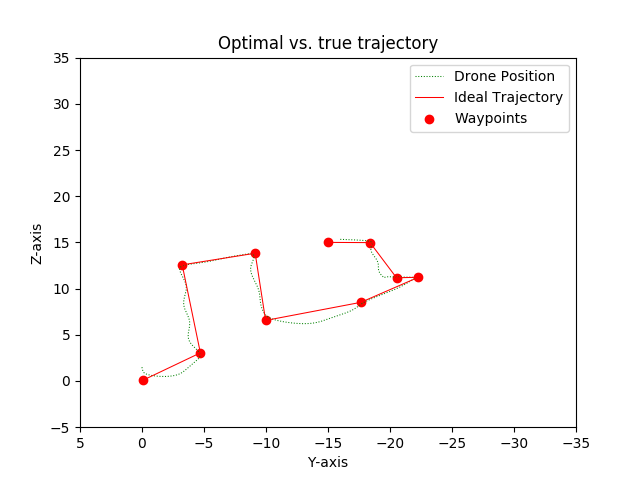 Optimal vs. true trajectory
Drone Position
Ideal Trajectory
Waypoints
Z-axis
35
30
25
20
15
10
5
0
−5
5 0 −5 −10 −15 −20 −25 −30 −35
Y-axis